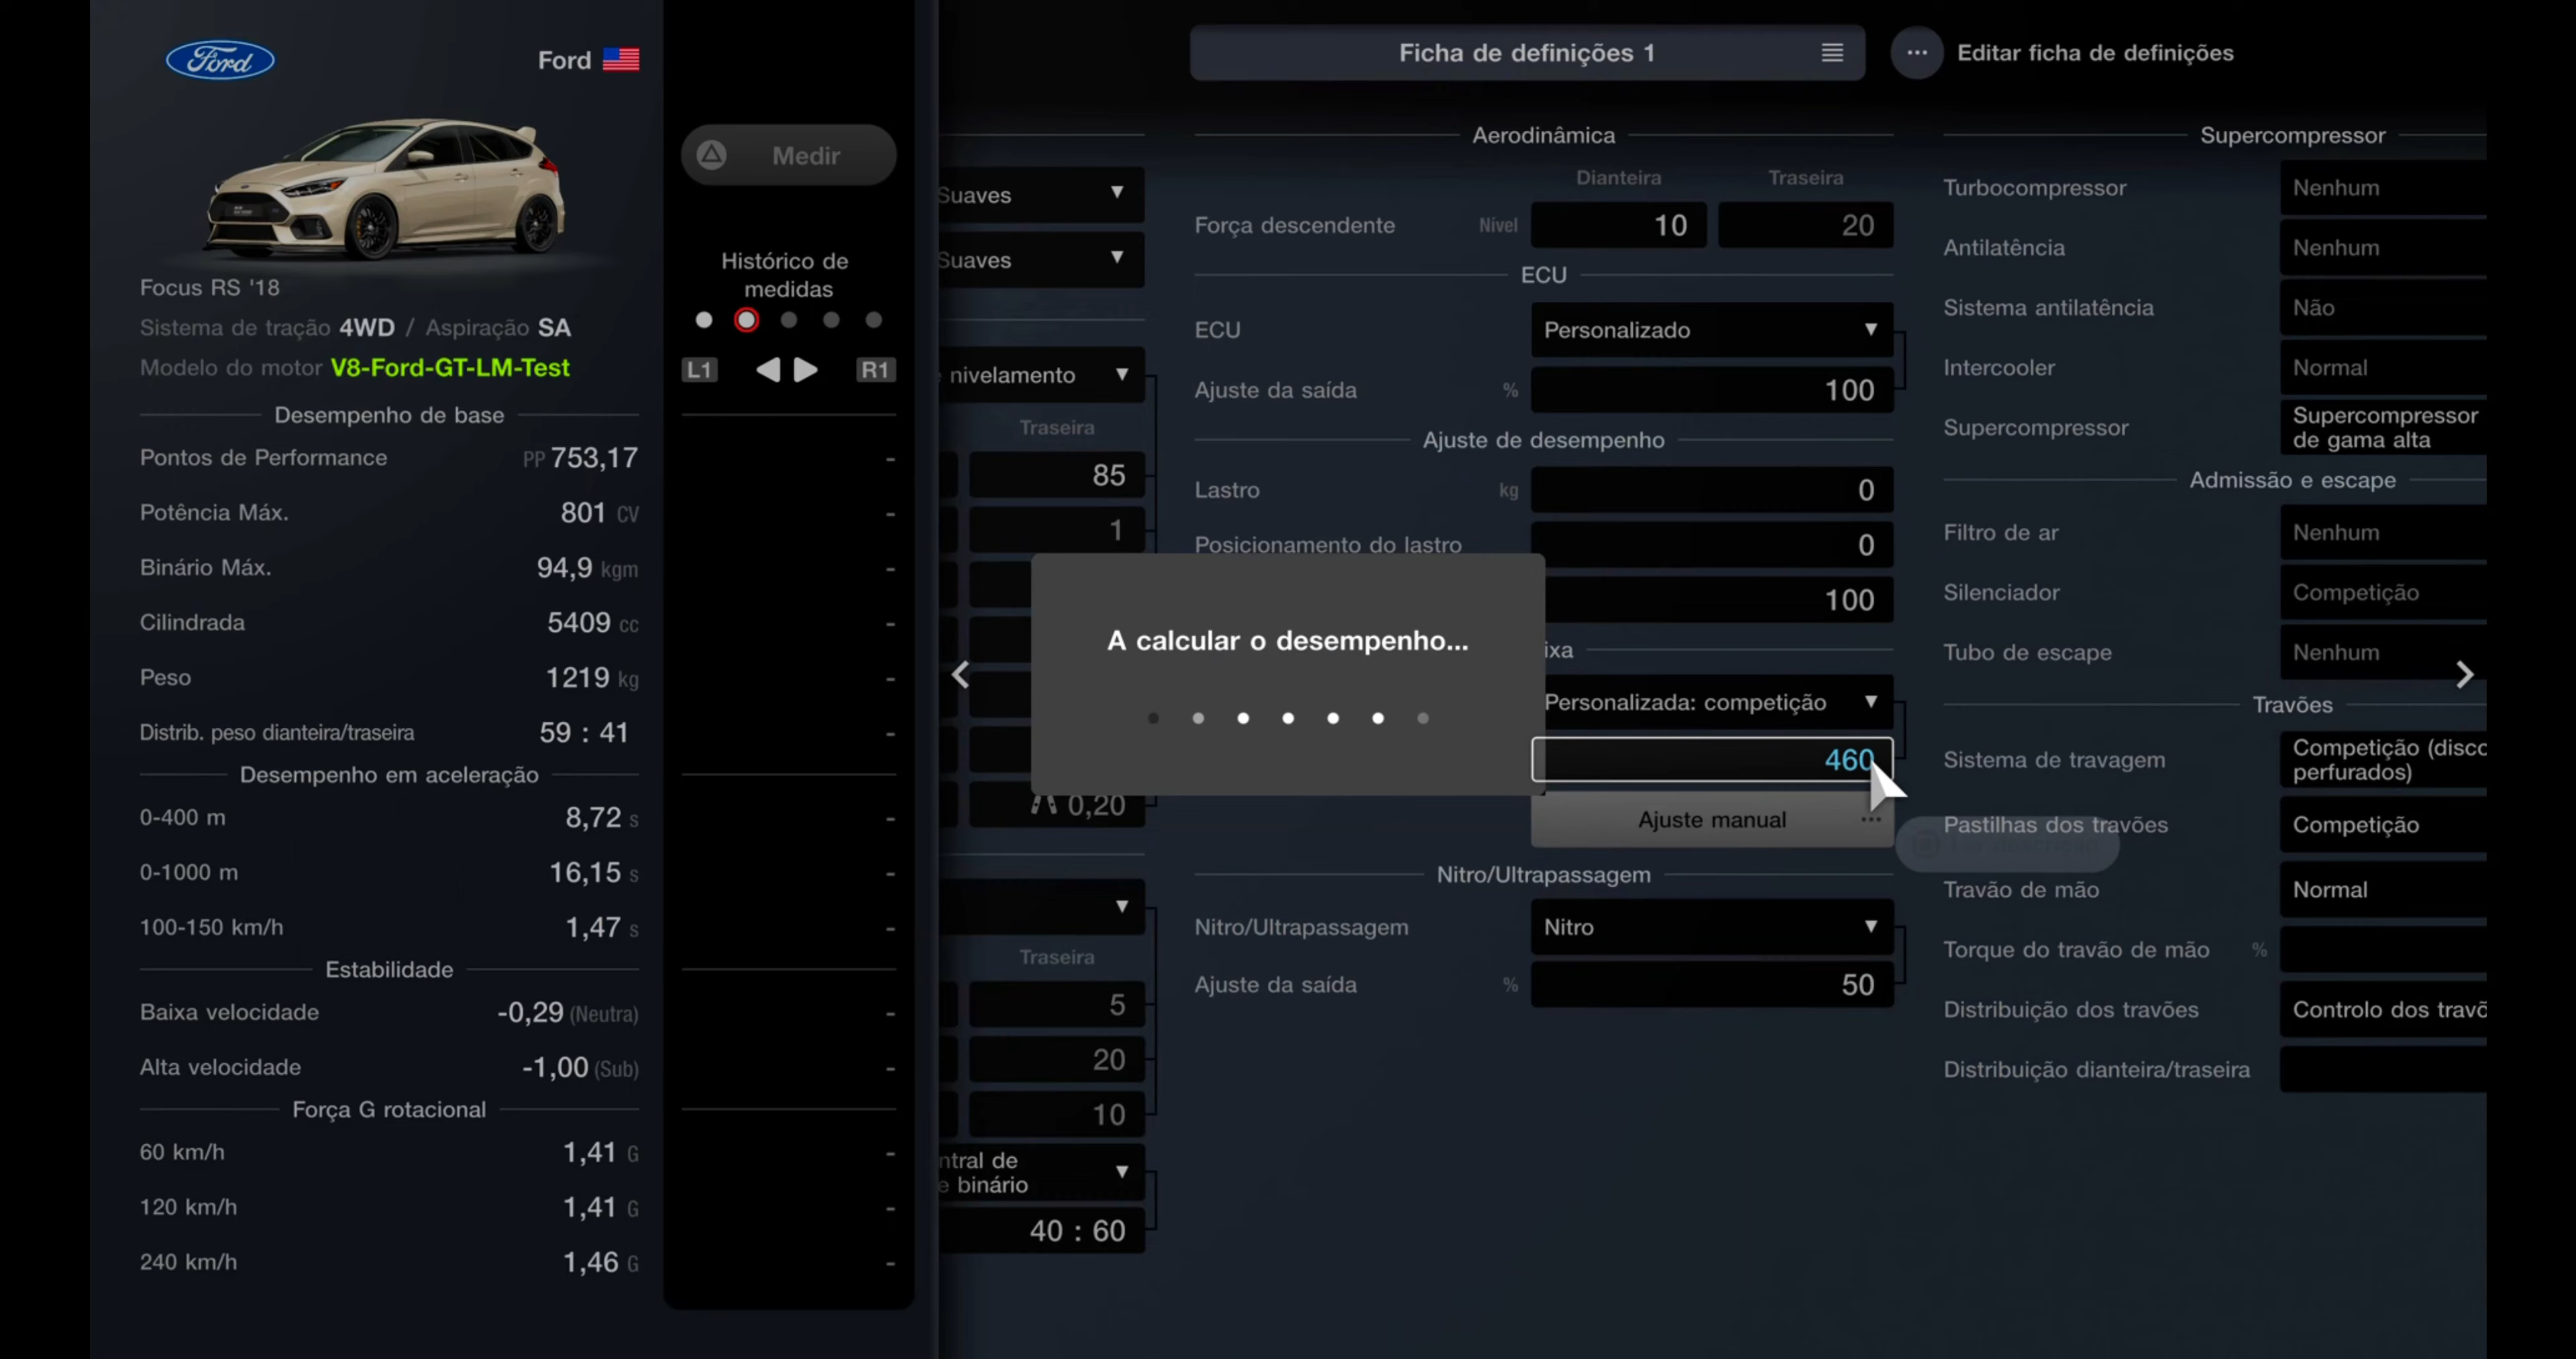 Ford
Ford
Focus RS '18
Sistema de tração 4WD / Aspiração SA
Modelo do motor V8-Ford-GT-LM-Test
Desempenho de base
Pontos de Performance PP 753,17
Potência Máx. 801 CV
Binário Máx. 94,9 kgm
Cilindrada 5409 cc
Peso 1219 kg
Distrib. peso dianteira/traseira 59 : 41
Desempenho em aceleração
0-400 m 8,72 s
0-1000 m 16,15 s
100-150 km/h 1,47 s
Estabilidade
Baixa velocidade -0,29 (Neutra)
Alta velocidade -1,00 (Sub)
Força G rotacional
60 km/h 1,41 G
120 km/h 1,41 G
240 km/h 1,46 G
Medir
Histórico de
medidas
L1 R1
-
-
-
-
-
-
-
-
-
-
-
-
-
-
Ficha de definições 1
Editar ficha de definições
Suaves
Suaves
nivelamento
Traseira
85
1
0,20
Traseira
5
20
10
ntral de
e binário
40 : 60
Aerodinâmica
Dianteira Traseira
Força descendente Nível 10 20
ECU
ECU Personalizado
Ajuste da saída % 100
Ajuste de desempenho
Lastro kg 0
Posicionamento do lastro 0
100
A calcular o desempenho...
ixa
Personalizada: competição
460
Ajuste manual
Nitro/Ultrapassagem
Nitro/Ultrapassagem Nitro
Ajuste da saída % 50
Supercompressor
Turbocompressor Nenhum
Antilatência Nenhum
Sistema antilatência Não
Intercooler Normal
Supercompressor Supercompressor
de gama alta
Admissão e escape
Filtro de ar Nenhum
Silenciador Competição
Tubo de escape Nenhum
Travões
Sistema de travagem Competição (disco
perfurados)
Pastilhas dos travões Competição
Travão de mão Normal
Torque do travão de mão %
Distribuição dos travões Controlo dos travõ
Distribuição dianteira/traseira